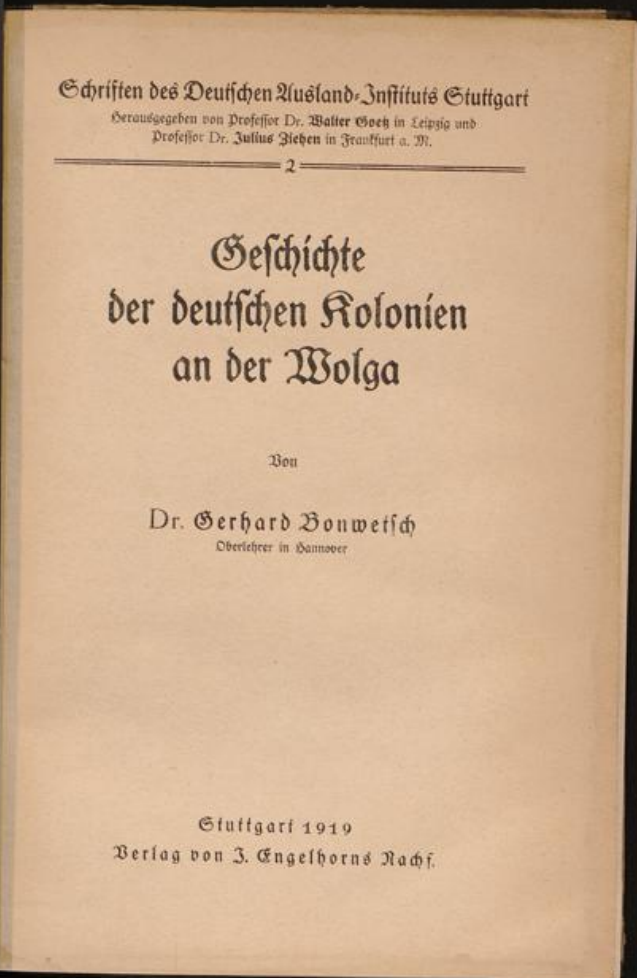 Schriften des Deutschen Ausland-Instituts Stuttgart
Herausgegeben von Professor Dr. Walter Goetz in Leipzig und
Professor Dr. Julius Ziehen in Frankfurt a. M.
2
Geschichte
der deutschen Kolonien
an der Wolga
Von
Dr. Gerhard Bonwetsch
Oberlehrer in Hannover
Stuttgart 1919
Verlag von J. Engelhorns Nachf.